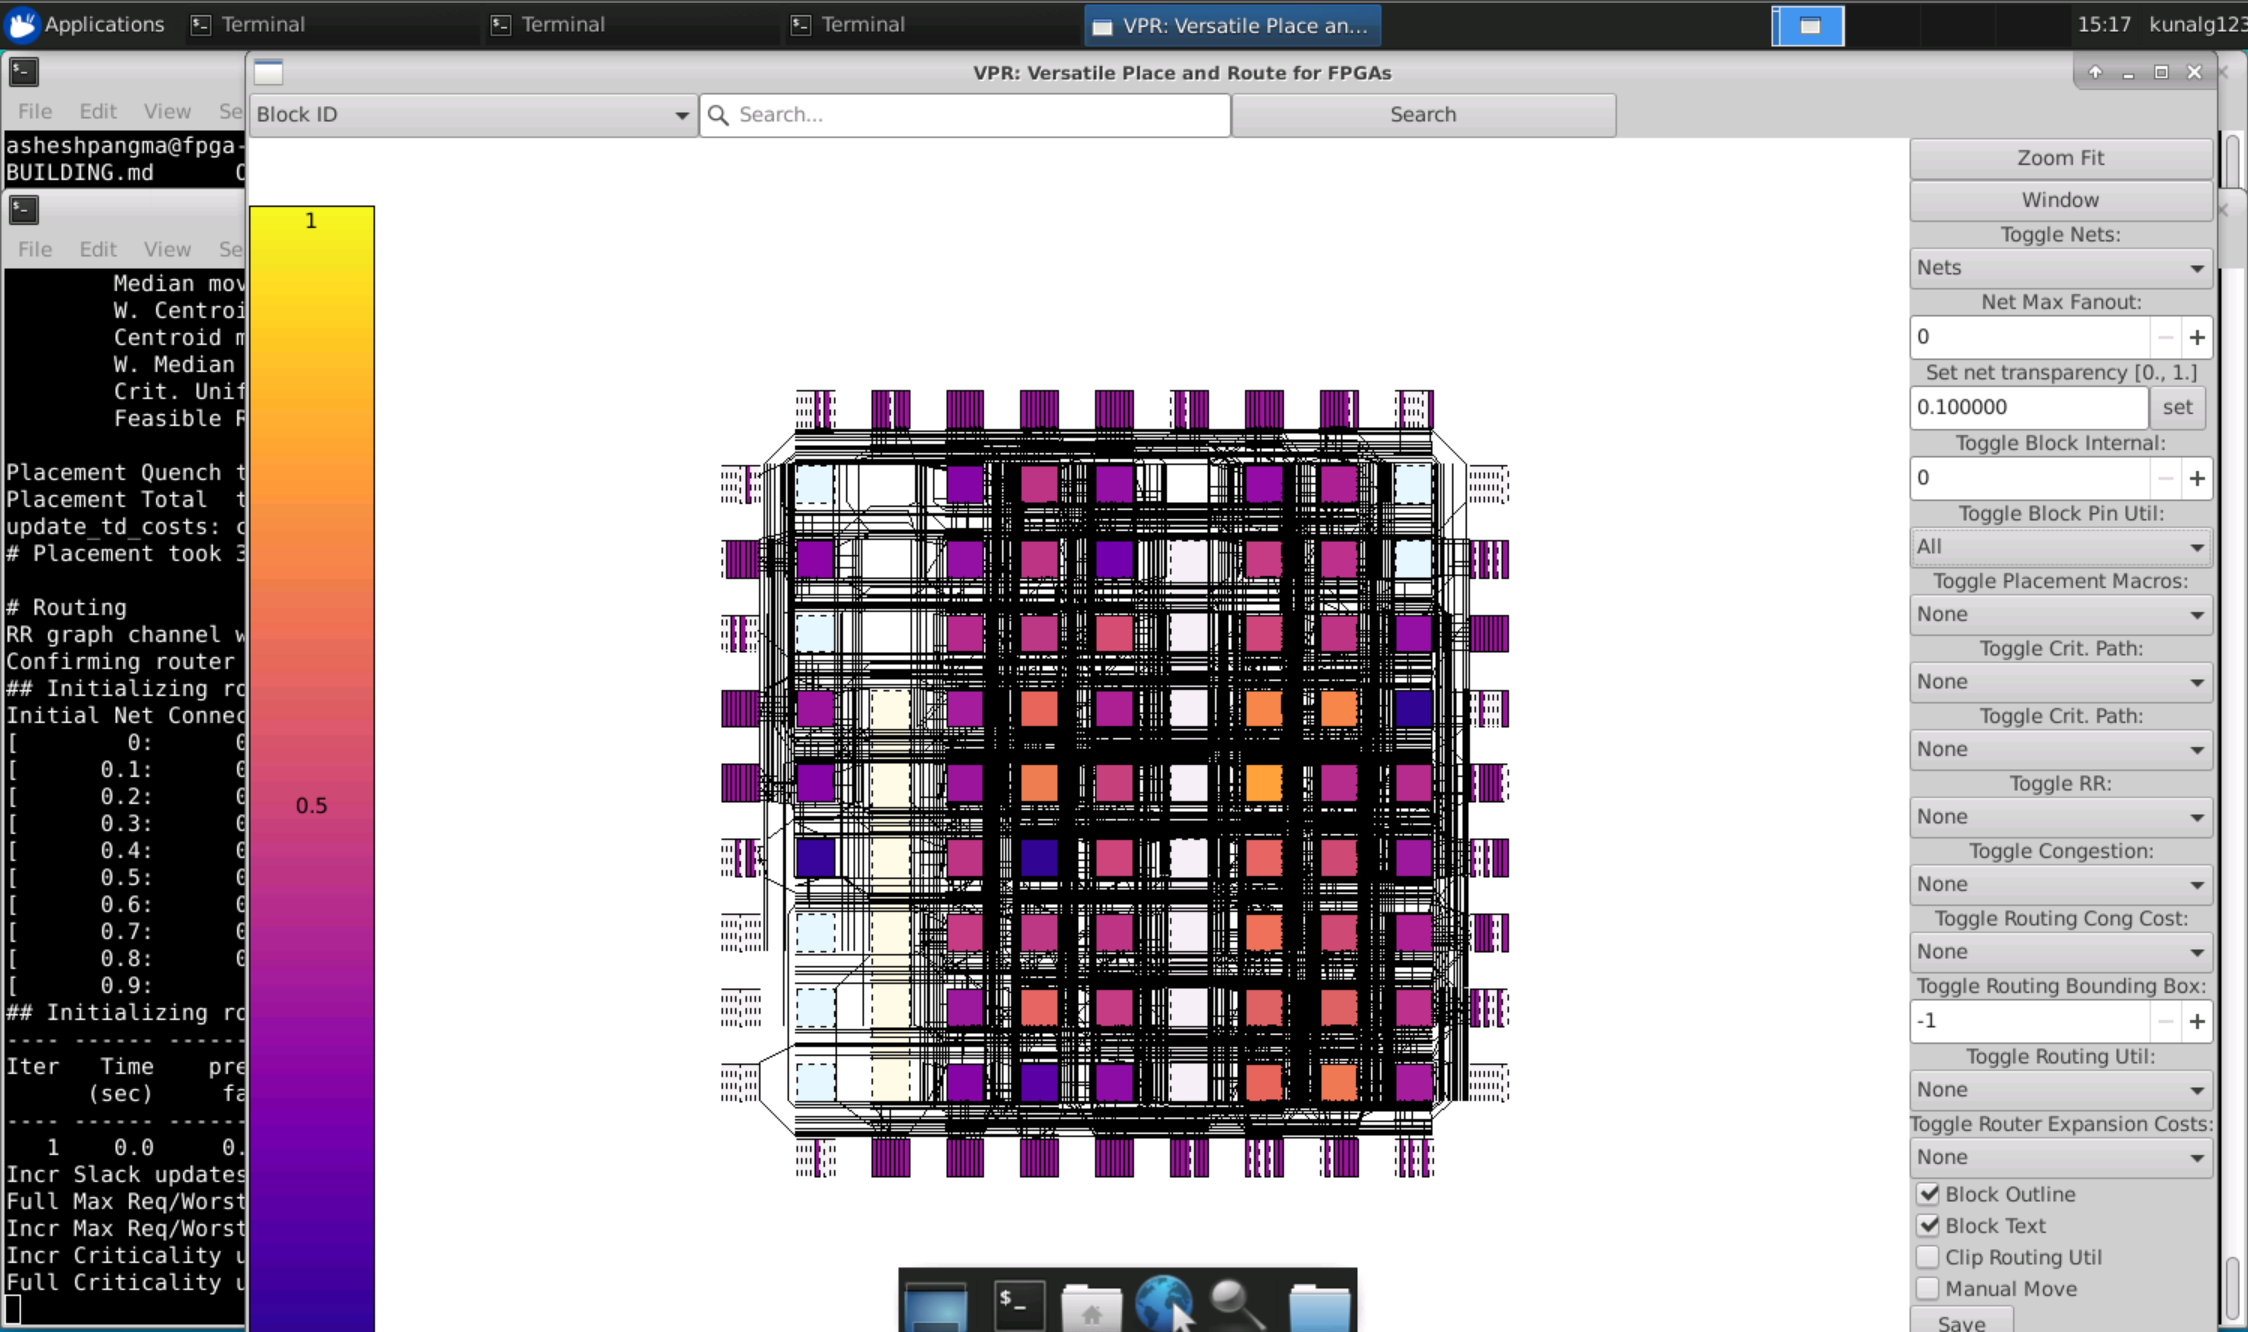 Applications
Terminal
Terminal
Terminal
VPR: Versatile Place an...
15:17
kunalg123
VPR: Versatile Place and Route for FPGAs
File Edit View Se
asheshpangma@fpga-
BUILDING.md
File Edit View Se
Median mov
W. Centroi
Centroid m
W. Median
Crit. Unif
Feasible R
Placement Quench t
Placement Total t
update_td_costs: c
# Placement took 3
# Routing
RR graph channel w
Confirming router
## Initializing ro
Initial Net Connec
[ 0: 0
[ 0.1: 0
[ 0.2: 0
[ 0.3: 0
[ 0.4: 0
[ 0.5: 0
[ 0.6: 0
[ 0.7: 0
[ 0.8: 0
[ 0.9:
## Initializing ro
---- ------ ------
Iter Time pre
(sec) fa
---- ------ ------
1 0.0 0.
Incr Slack updates
Full Max Req/Worst
Incr Max Req/Worst
Incr Criticality u
Full Criticality u
Block ID
Search...
Search
1
0.5
Zoom Fit
Window
Toggle Nets:
Nets
Net Max Fanout:
0
Set net transparency [0., 1.]
0.100000 set
Toggle Block Internal:
0
Toggle Block Pin Util:
All
Toggle Placement Macros:
None
Toggle Crit. Path:
None
Toggle Crit. Path:
None
Toggle RR:
None
Toggle Congestion:
None
Toggle Routing Cong Cost:
None
Toggle Routing Bounding Box:
-1
Toggle Routing Util:
None
Toggle Router Expansion Costs:
None
Block Outline
Block Text
Clip Routing Util
Manual Move
Save